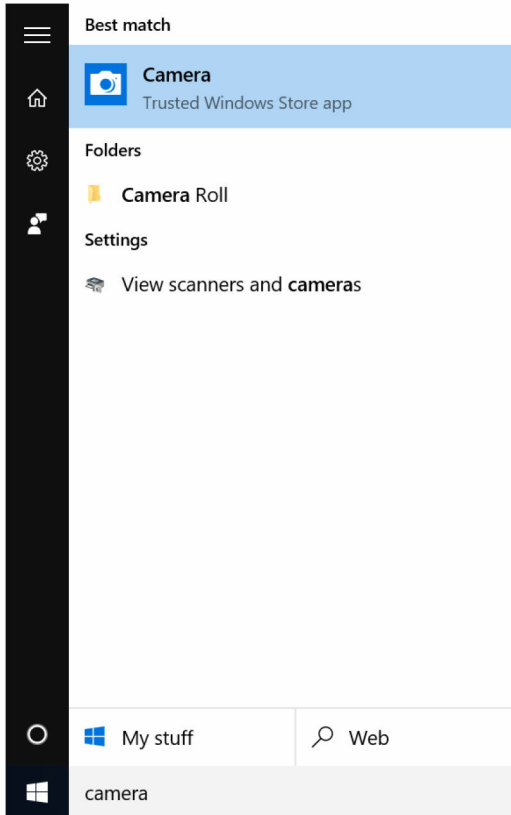 Best match
Camera
Trusted Windows Store app
Folders
Camera Roll
Settings
View scanners and cameras
My stuff
Web
camera